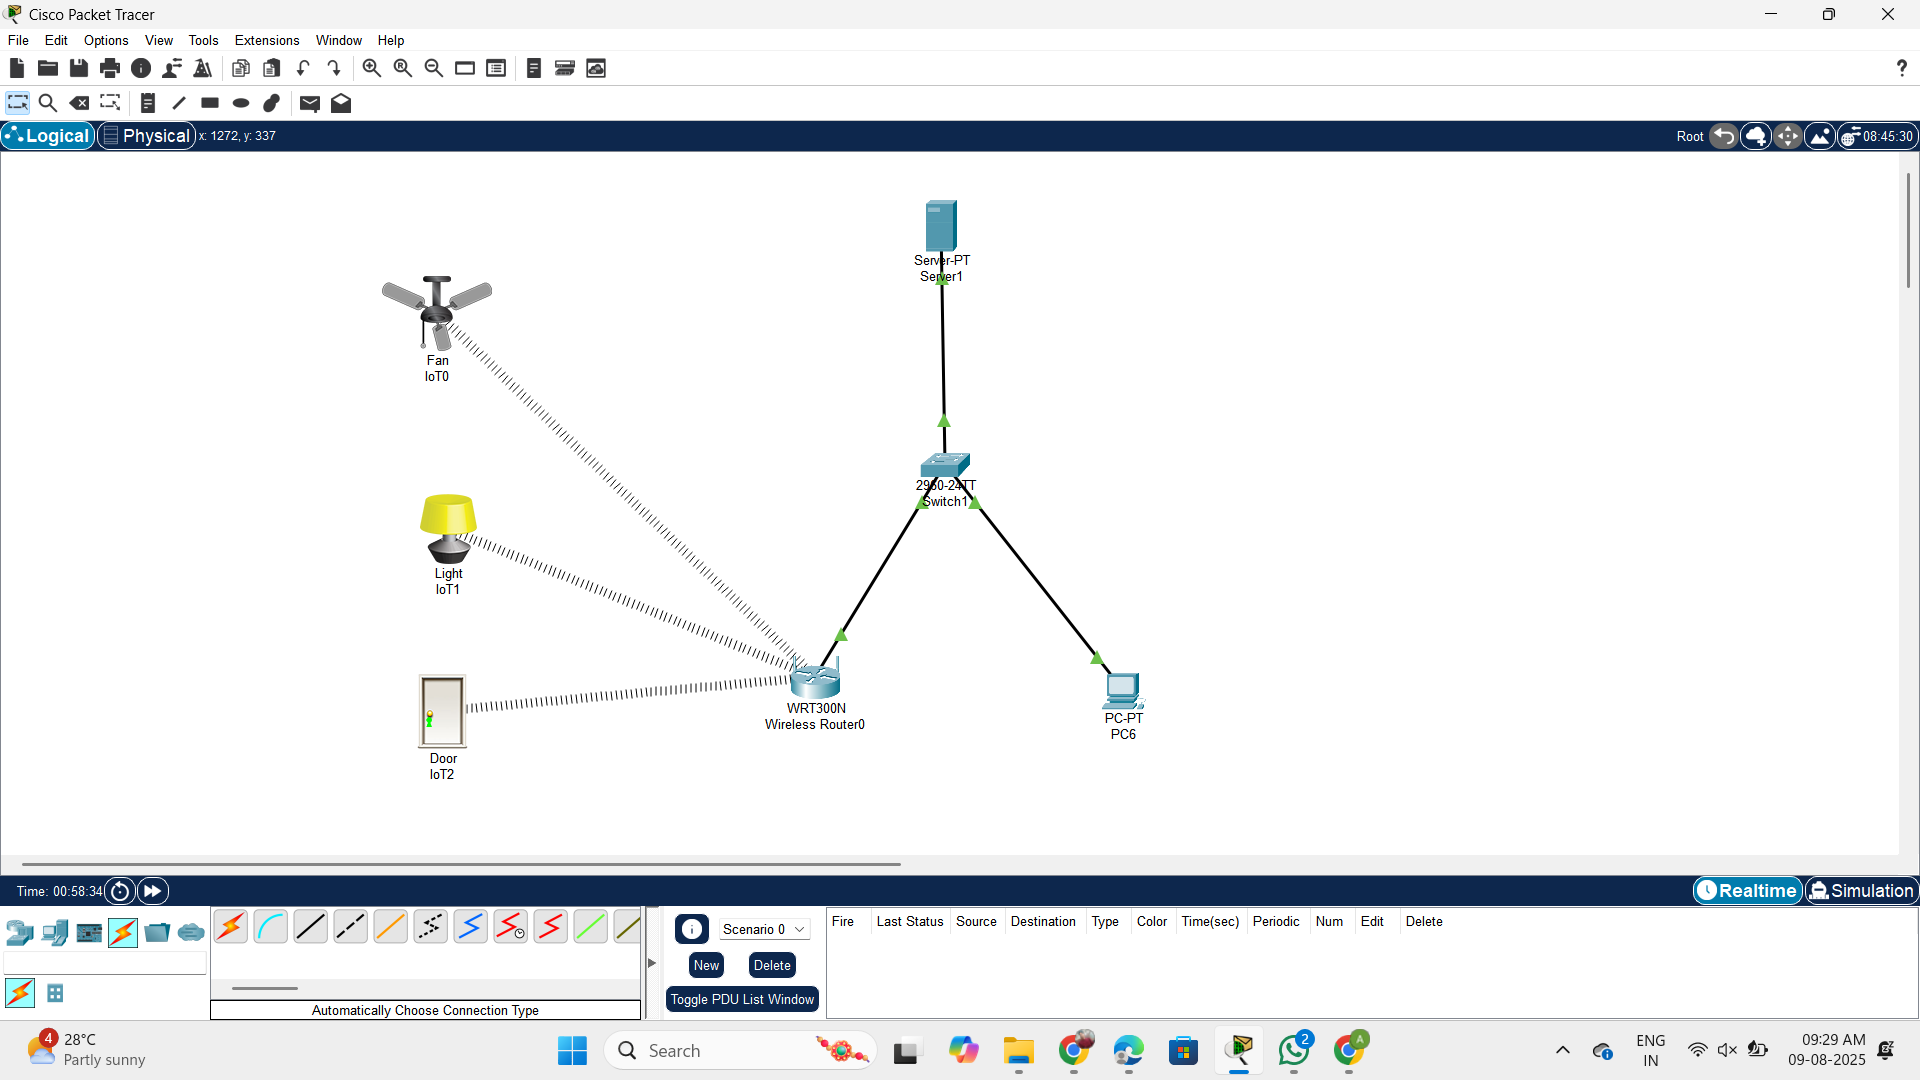 Cisco Packet Tracer
File Edit Options View Tools Extensions Window Help
?
Logical Physical x: 1272, y: 337 Root 08:45:30
Server-PT
Server1
Fan
IoT0
2960-24TT
Switch1
Light
IoT1
WRT300N
Wireless Router0
PC-PT
PC6
Door
IoT2
Time: 00:58:34 Realtime Simulation
Scenario 0
Fire Last Status Source Destination Type Color Time(sec) Periodic Num Edit Delete
New Delete
Toggle PDU List Window
Automatically Choose Connection Type
4
28°C
Partly sunny
Search
2
A
ENG
IN
09:29 AM
09-08-2025